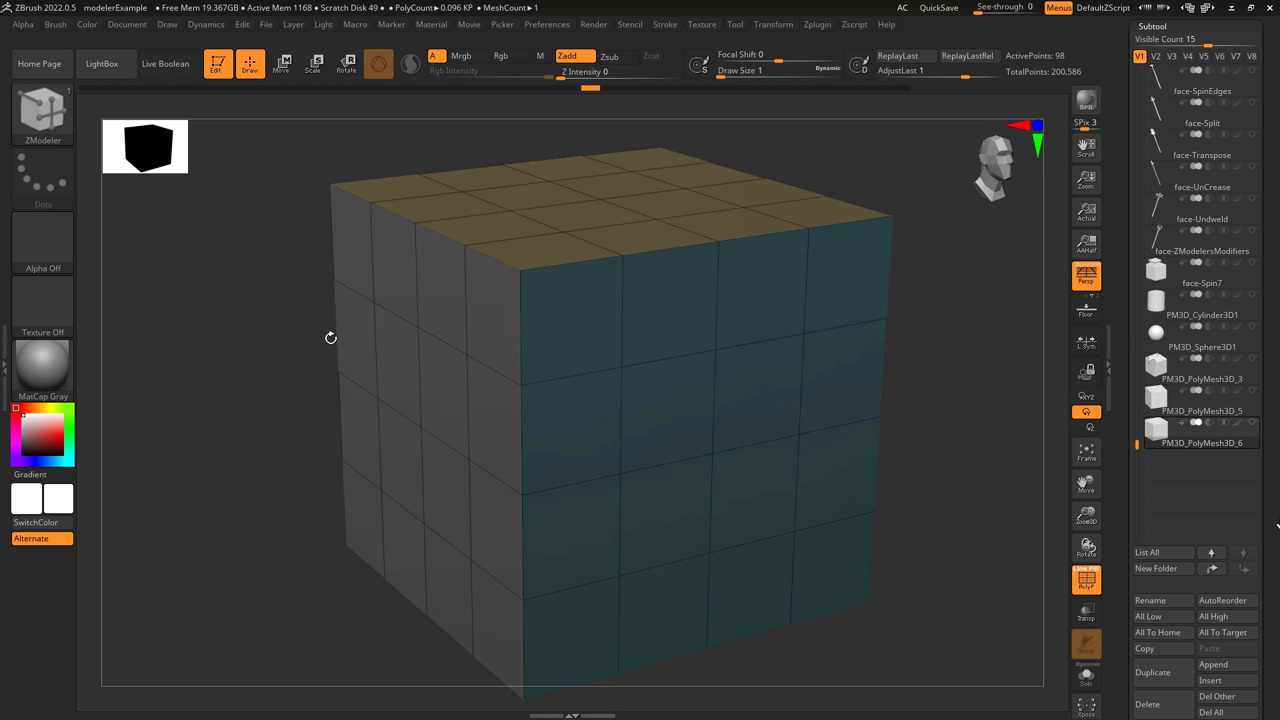 ZBrush 2022.0.5 modelerExample • Free Mem 19.367GB • Active Mem 1168 • Scratch Disk 49 • PolyCount▸0.096 KP • MeshCount▸1 AC QuickSave See-through 0 Menus DefaultZScript
Alpha Brush Color Document Draw Dynamics Edit File Layer Light Macro Marker Material Movie Picker Preferences Render Stencil Stroke Texture Tool Transform Zplugin Zscript Help
Home Page LightBox Live Boolean Edit Draw Move Scale Rotate
A Mrgb Rgb M Zadd Zsub Zcut
Rgb Intensity Z Intensity 0
S Focal Shift 0
Draw Size 1 Dynamic
D ReplayLast ReplayLastRel
AdjustLast 1
ActivePoints: 98
TotalPoints: 200,586
1
ZModeler
Dots
Alpha Off
Texture Off
MatCap Gray
Gradient
SwitchColor
Alternate
BPR
SPix 3
Scroll
Zoom
Actual
AAHalf
Persp
Floor
L.Sym
XYZ
Y
Z
Frame
Move
Zoom3D
Rotate
Line Fill
PolyF
Transp
Ghost
Dynamic
Solo
Xpose
Subtool
Visible Count 15
V1 V2 V3 V4 V5 V6 V7 V8
face-SpinEdges
face-Split
face-Transpose
face-UnCrease
face-Undweld
face-ZModelersModifiers
face-Spin7
PM3D_Cylinder3D1
PM3D_Sphere3D1
PM3D_PolyMesh3D_3
PM3D_PolyMesh3D_5
PM3D_PolyMesh3D_6
List All
New Folder
Rename AutoReorder
All Low All High
All To Home All To Target
Copy Paste
Duplicate Append
Insert
Delete Del Other
Del All